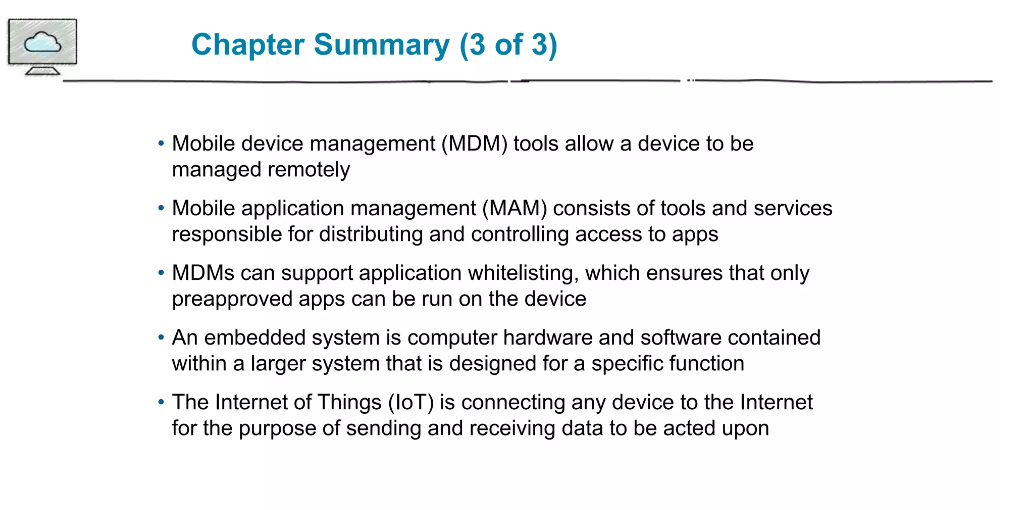 Chapter Summary (3 of 3)
• Mobile device management (MDM) tools allow a device to be
managed remotely
• Mobile application management (MAM) consists of tools and services
responsible for distributing and controlling access to apps
• MDMs can support application whitelisting, which ensures that only
preapproved apps can be run on the device
• An embedded system is computer hardware and software contained
within a larger system that is designed for a specific function
• The Internet of Things (IoT) is connecting any device to the Internet
for the purpose of sending and receiving data to be acted upon